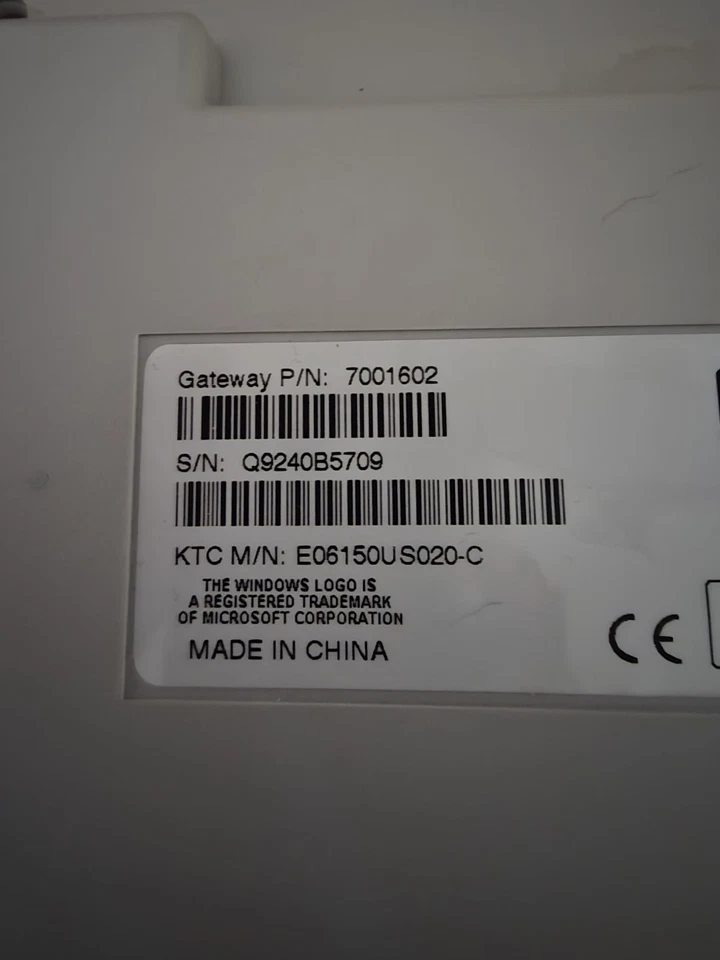 Gateway P/N: 7001602
S/N: Q9240B5709
KTC M/N: E06150US020-C
THE WINDOWS LOGO IS
A REGISTERED TRADEMARK
OF MICROSOFT CORPORATION
MADE IN CHINA
CE